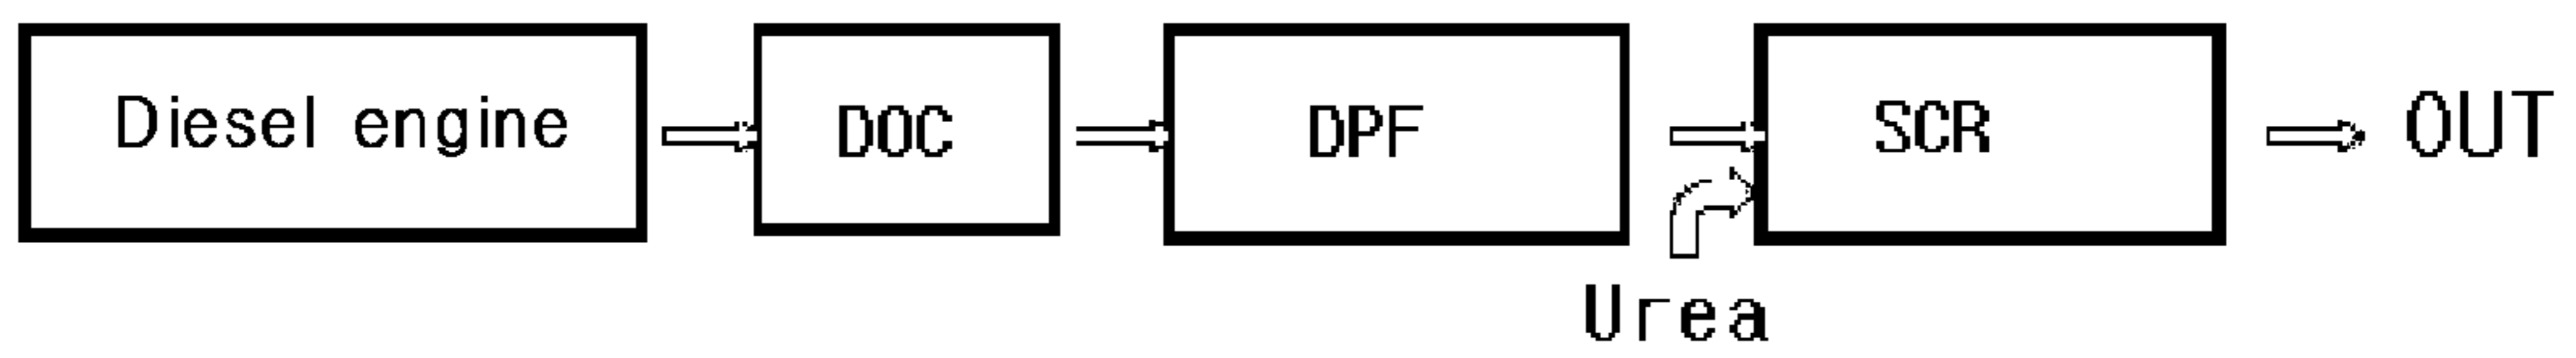 Diesel engine
DOC
DPF
SCR
OUT
Urea